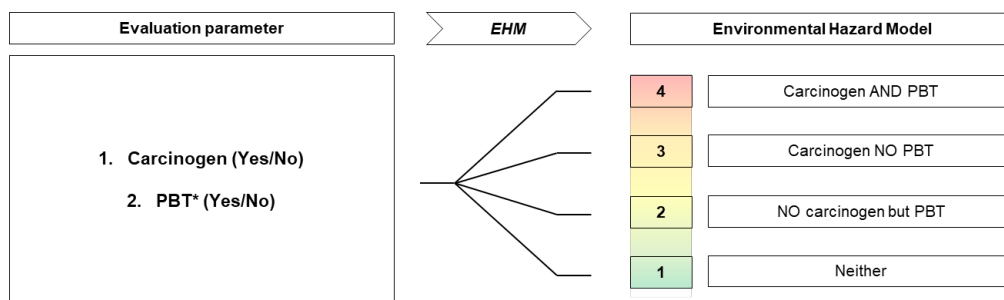 Evaluation parameter
EHM
Environmental Hazard Model
1. Carcinogen (Yes/No)
2. PBT* (Yes/No)
4
Carcinogen AND PBT
3
Carcinogen NO PBT
2
NO carcinogen but PBT
1
Neither